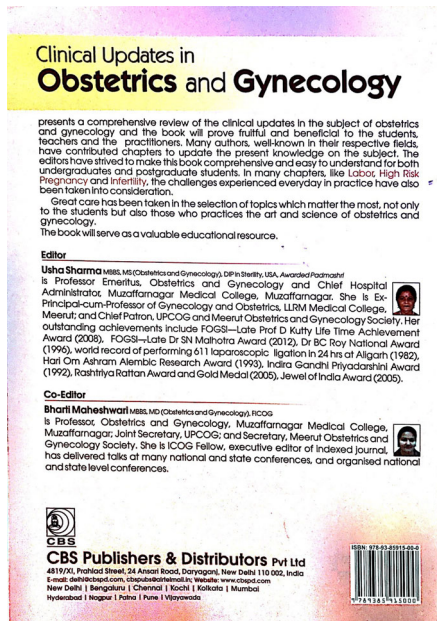 Clinical Updates in
Obstetrics and Gynecology
presents a comprehensive review of the clinical updates in the subject of obstetrics
and gynecology and the book will prove fruitful and beneficial to the students,
teachers and the practitioners. Many authors, well-known in their respective fields,
have contributed chapters to update the present knowledge on the subject. The
editors have strived to make this book comprehensive and easy to understand for both
undergraduates and postgraduate students. In many chapters, like Labor, High Risk
Pregnancy and Infertility, the challenges experienced everyday in practice have also
been taken into consideration.
Great care has been taken in the selection of topics which matter the most, not only
to the students but also those who practices the art and science of obstetrics and
gynecology.
The book will serve as a valuable educational resource.
Editor
Usha Sharma MBBS, MS (Obstetrics and Gynecology), DIP in Sterility, USA, Awarded Padmashri
is Professor Emeritus, Obstetrics and Gynecology and Chief Hospital
Administrator, Muzaffarnagar Medical College, Muzaffarnagar. She is Ex-
Principal-cum-Professor of Gynecology and Obstetrics, LLRM Medical College,
Meerut; and Chief Patron, UPCOG and Meerut Obstetrics and Gynecology Society. Her
outstanding achievements include FOGSI—Late Prof D Kutty Life Time Achievement
Award (2008), FOGSI—Late Dr SN Malhotra Award (2012), Dr BC Roy National Award
(1996), world record of performing 611 laparoscopic ligation in 24 hrs at Aligarh (1982),
Hari Om Ashram Alembic Research Award (1993), Indira Gandhi Priyadarshini Award
(1992), Rashtriya Rattan Award and Gold Medal (2005), Jewel of India Award (2005).
Co-Editor
Bharti Maheshwari MBBS, MD (Obstetrics and Gynecology), FICOG
is Professor, Obstetrics and Gynecology, Muzaffarnagar Medical College,
Muzaffarnagar; Joint Secretary, UPCOG; and Secretary, Meerut Obstetrics and
Gynecology Society. She is ICOG Fellow, executive editor of indexed journal,
has delivered talks at many national and state conferences, and organised national
and state level conferences.
CBS
CBS Publishers & Distributors Pvt Ltd
4819/XI, Prahlad Street, 24 Ansari Road, Daryaganj, New Delhi 110 002, India
E-mail: delhi@cbspd.com, cbspubs@airtelmail.in; Website: www.cbspd.com
New Delhi | Bengaluru | Chennai | Kochi | Kolkata | Mumbai
Hyderabad | Nagpur | Patna | Pune | Vijayawada
ISBN: 978-93-85915-00-0
9 789385 915000